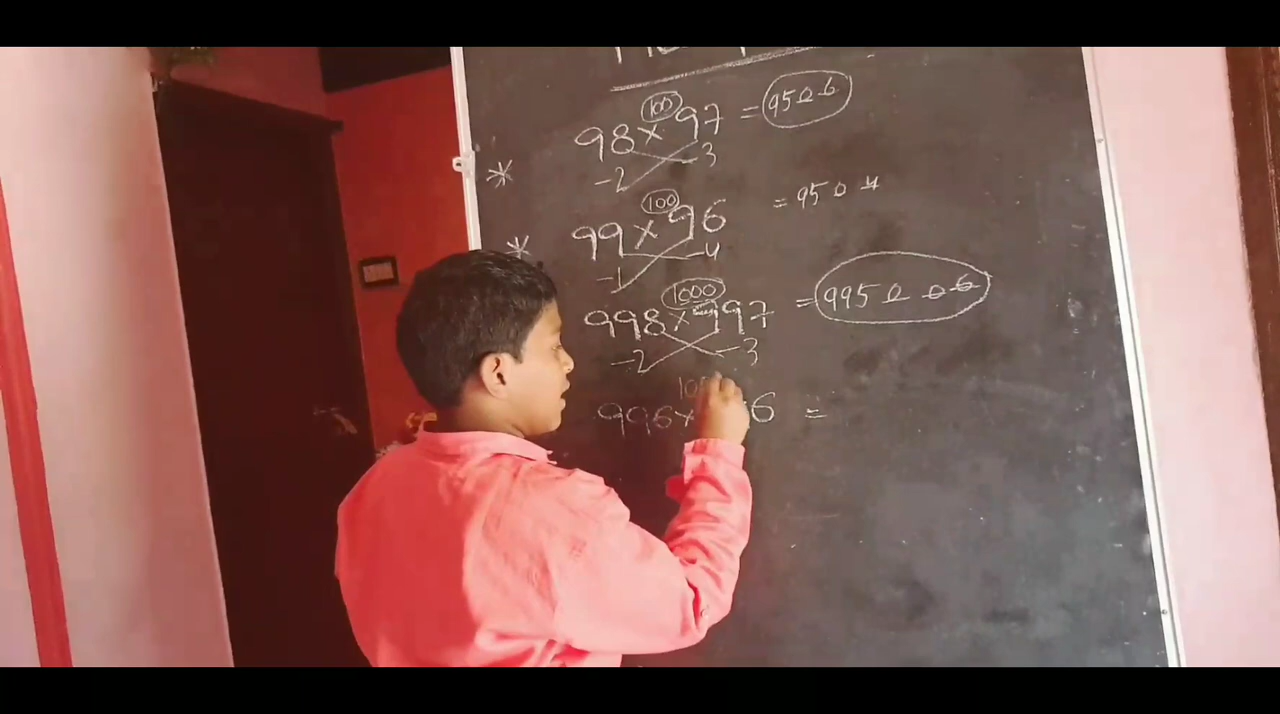 100
98 × 97 = 9506
-2 -3
*
100
99 × 96 = 9504
* -1 -4
1000
998 × 997 = 995006
-2 -3
996 × 6 =